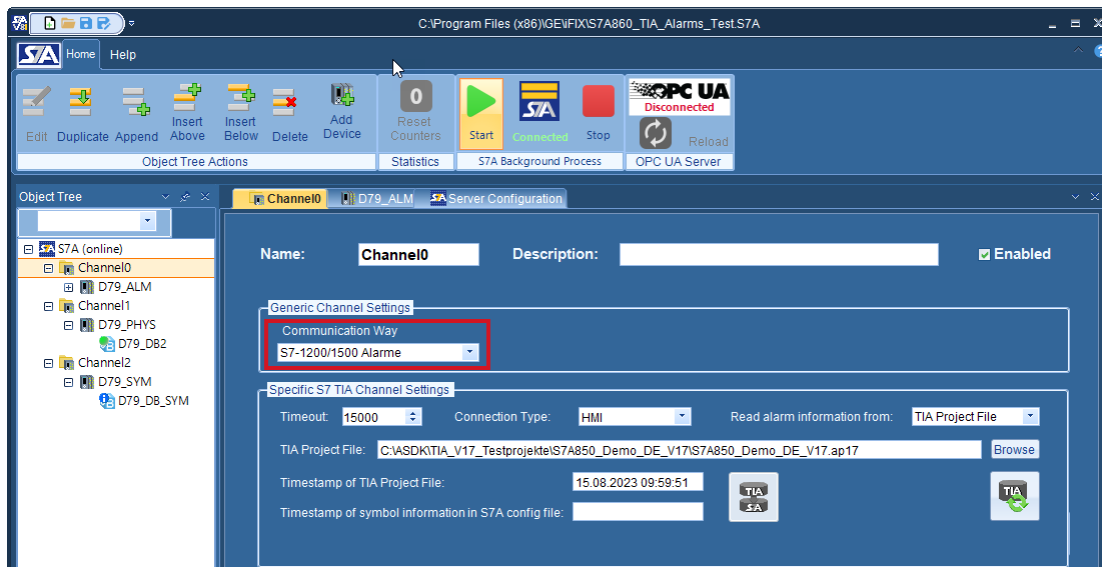 C:\Program Files (x86)\GE\iFIX\S7A860_TIA_Alarms_Test.S7A
S7A Home Help
Edit Duplicate Append Insert Above Insert Below Delete Add Device
0 Reset Counters
Start S7A Connected Stop
OPC UA Disconnected Reload
Object Tree Actions Statistics S7A Background Process OPC UA Server
Object Tree
Channel0 D79_ALM Server Configuration
S7A (online)
Channel0
D79_ALM
Channel1
D79_PHYS
D79_DB2
Channel2
D79_SYM
D79_DB_SYM
Name: Channel0 Description: Enabled
Generic Channel Settings
Communication Way
S7-1200/1500 Alarme
Specific S7 TIA Channel Settings
Timeout: 15000 Connection Type: HMI Read alarm information from: TIA Project File
TIA Project File: C:\ASDK\TIA_V17_Testprojekte\S7A850_Demo_DE_V17\S7A850_Demo_DE_V17.ap17 Browse
Timestamp of TIA Project File: 15.08.2023 09:59:51
TIA
S7A
TIA
Timestamp of symbol information in S7A config file: